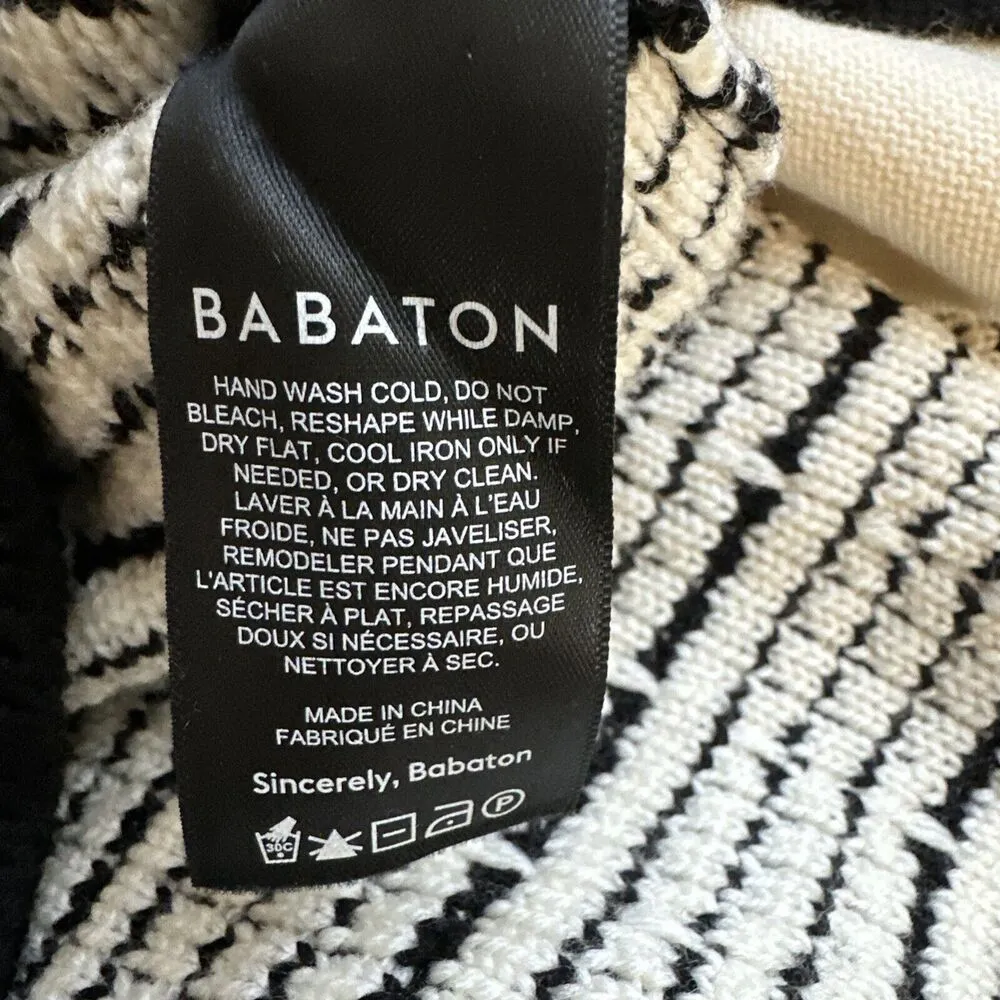 BABATON
HAND WASH COLD, DO NOT
BLEACH, RESHAPE WHILE DAMP,
DRY FLAT, COOL IRON ONLY IF
NEEDED, OR DRY CLEAN.
LAVER À LA MAIN À L'EAU
FROIDE, NE PAS JAVELISER,
REMODELER PENDANT QUE
L'ARTICLE EST ENCORE HUMIDE,
SÉCHER À PLAT, REPASSAGE
DOUX SI NÉCESSAIRE, OU
NETTOYER À SEC.
MADE IN CHINA
FABRIQUÉ EN CHINE
Sincerely, Babaton
30C P